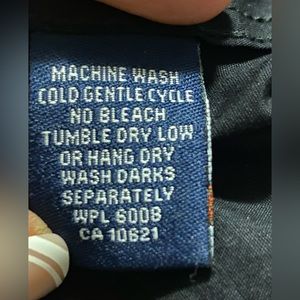 MACHINE WASH
COLD GENTLE CYCLE
NO BLEACH
TUMBLE DRY LOW
OR HANG DRY
WASH DARKS
SEPARATELY
WPL 6008
CA 10621